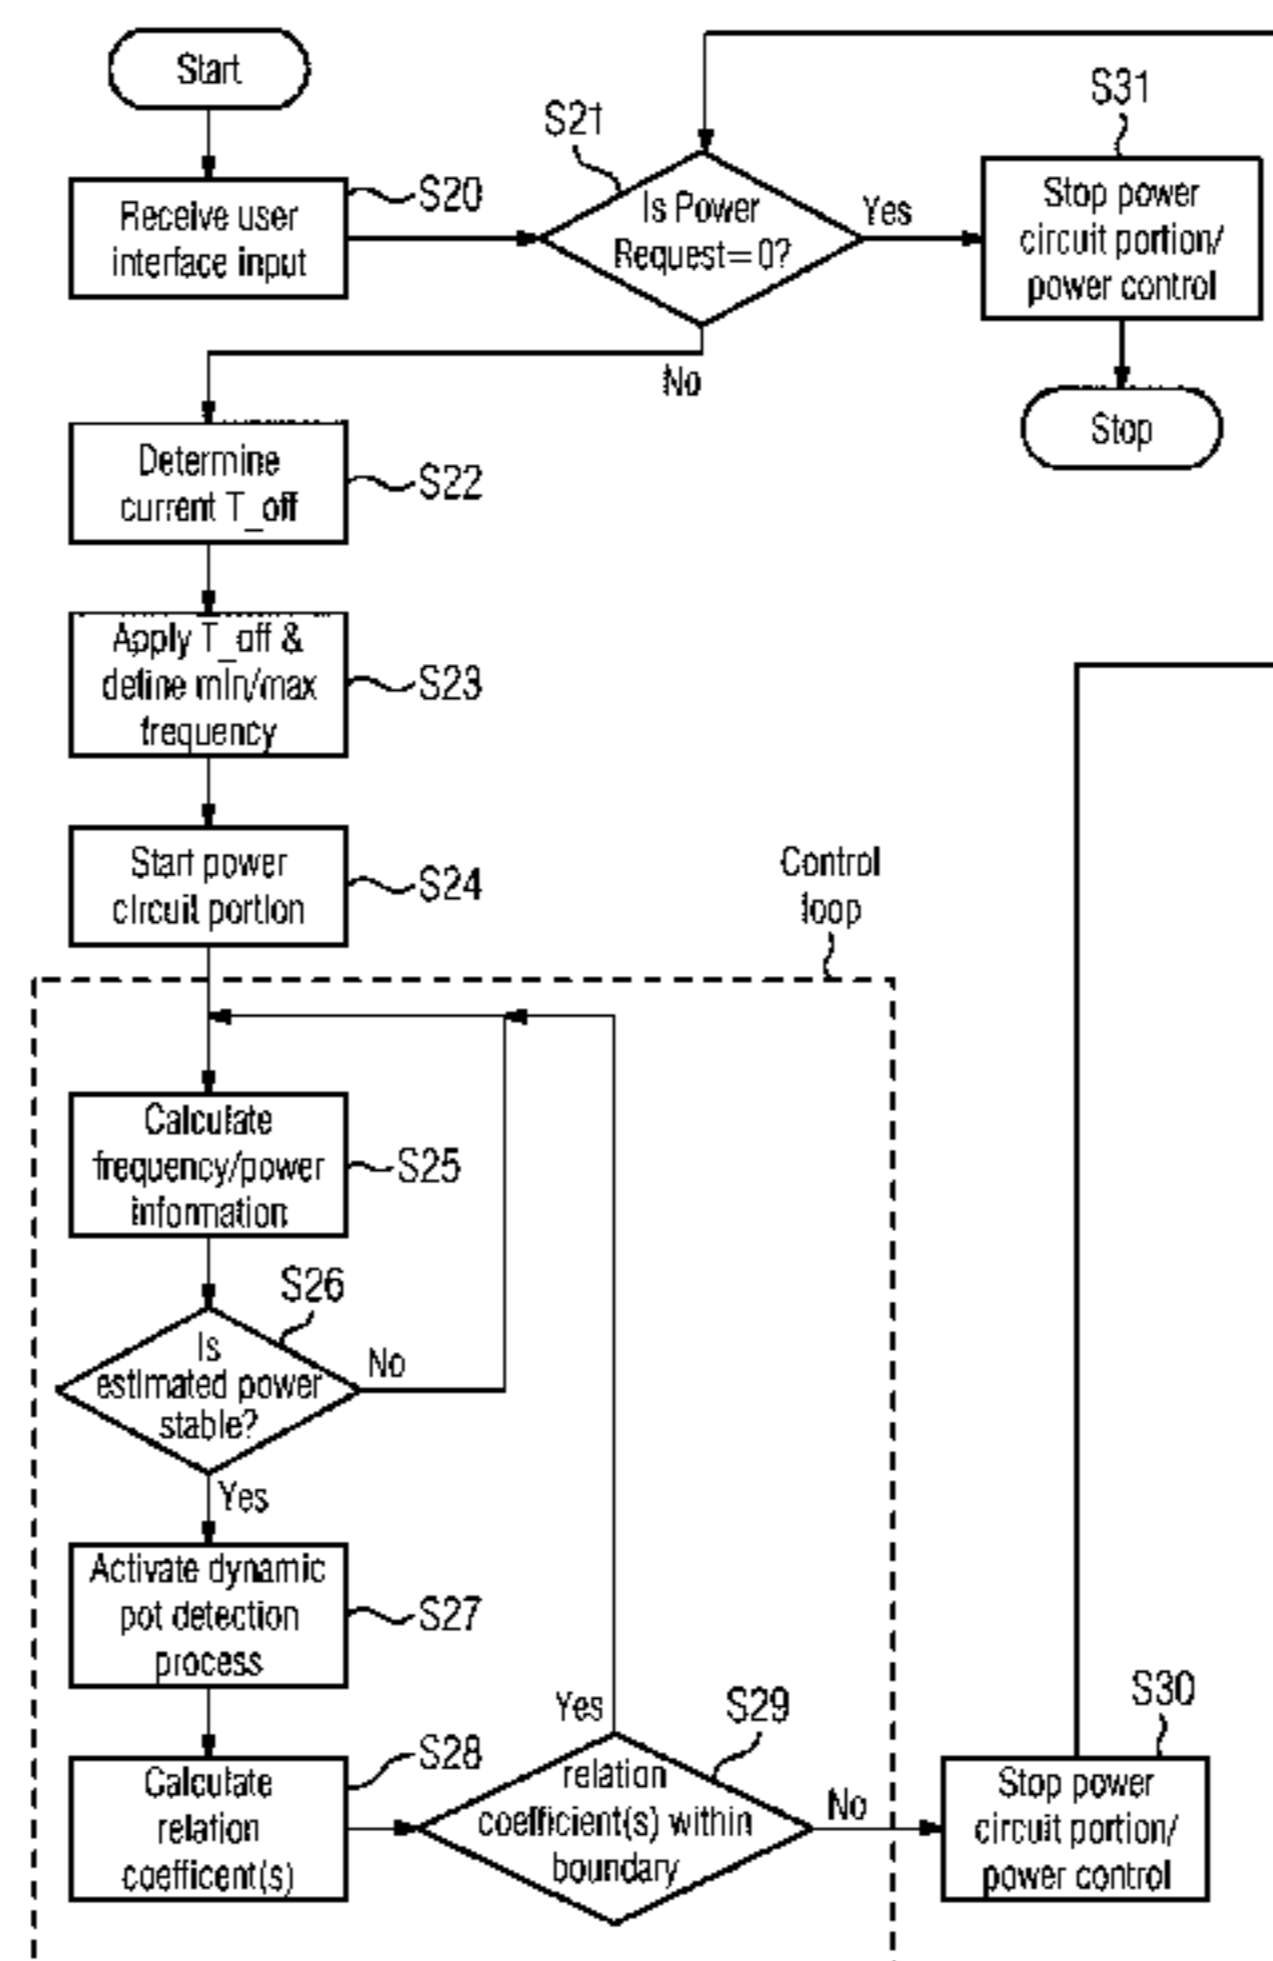 Start
Receive user
interface input
S20
S21
Is Power
Request=0?
Yes
No
S31
Stop power
circuit portion/
power control
Stop
Determine
current T_off
S22
Apply T_off &
define min/max
frequency
S23
Start power
circuit portion
S24
Control
loop
Calculate
frequency/power
information
S25
S26
Is
estimated power
stable?
No
Yes
Activate dynamic
pot detection
process
S27
Calculate
relation
coefficent(s)
S28
Yes
S29
relation
coefficient(s) within
boundary
No
S30
Stop power
circuit portion/
power control